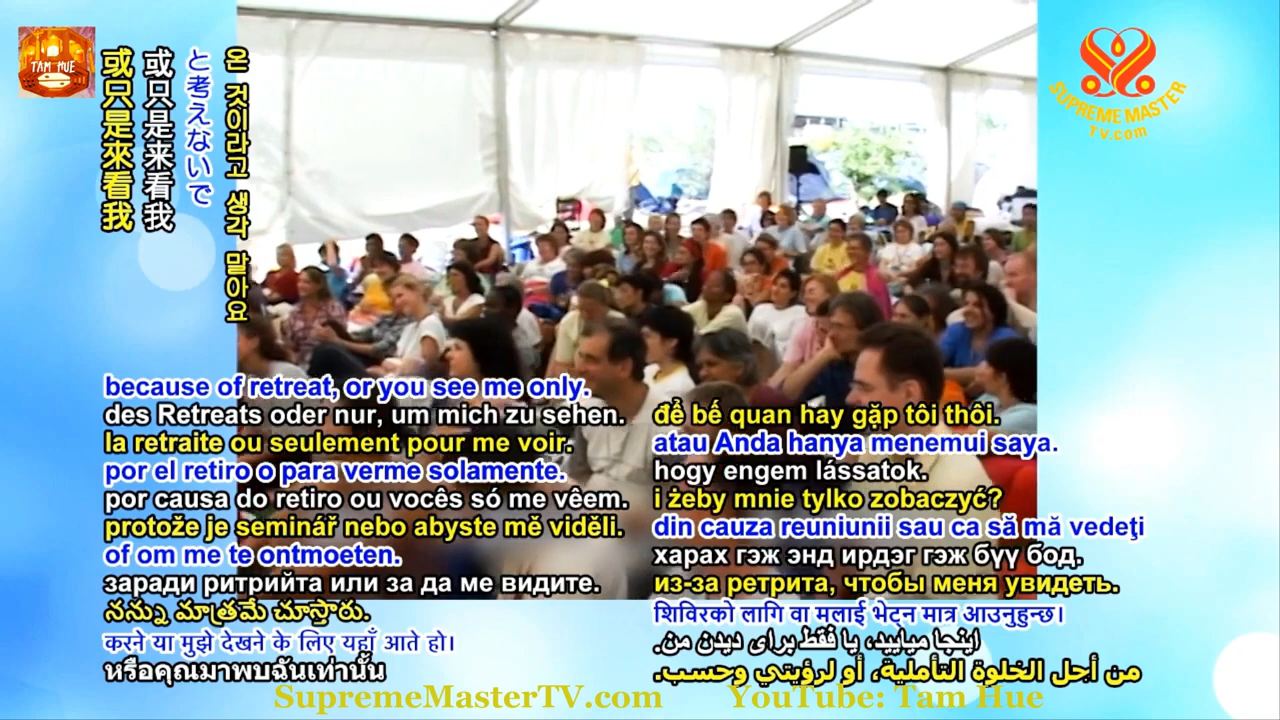 TAM HUE
或只是來看我
或只是来看我
と考えないで
온 것이라고 생각 말아요
SUPREME MASTER
TV.com
because of retreat, or you see me only.
des Retreats oder nur, um mich zu sehen.
la retraite ou seulement pour me voir.
por el retiro o para verme solamente.
por causa do retiro ou vocês só me vêem.
protože je seminář nebo abyste mě viděli.
of om me te ontmoeten.
заради ритрийта или за да ме видите.
నన్ను మాత్రమే చూస్తారు.
करने या मुझे देखने के लिए यहाँ आते हो।
หรือคุณมาพบฉันเท่านั้น
để bế quan hay gặp tôi thôi.
atau Anda hanya menemui saya.
hogy engem lássatok.
i żeby mnie tylko zobaczyć?
din cauza reuniunii sau ca să mă vedeţi
харах гэж энд ирдэг гэж бүү бод.
из-за ретрита, чтобы меня увидеть.
शिविरको लागि वा मलाई भेट्न मात्र आउनुहुन्छ।
اینجا میایید، یا فقط برای دیدن من.
من أجل الخلوة التأملية، أو لرؤيتي وحسب.
SupremeMasterTV.com YouTube: Tam Hue